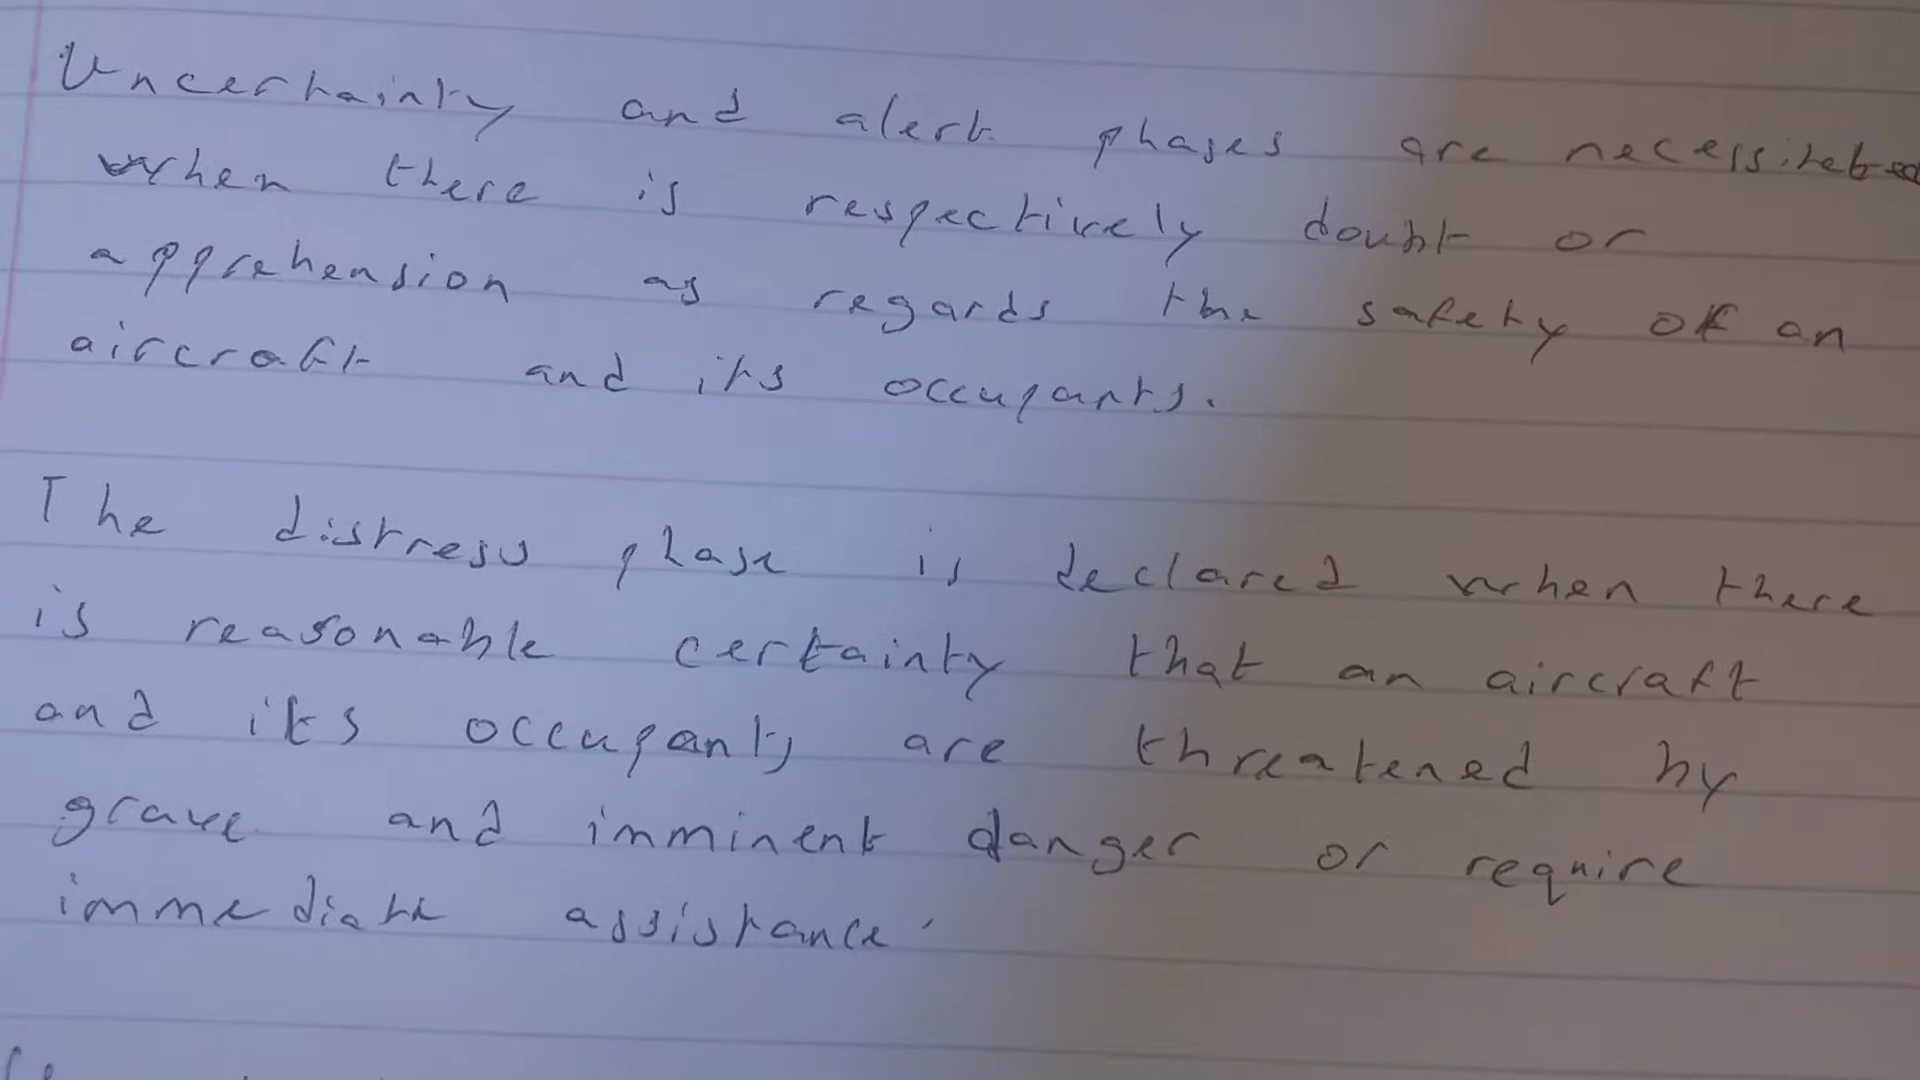 Uncertainty and alert phases are necessitated
when there is respectively doubt or
apprehension as regards the safety of an
aircraft and its occupants.
The distress phase is declared when there
is reasonable certainty that an aircraft
and its occupants are threatened by
grave and imminent danger or require
immediate assistance.